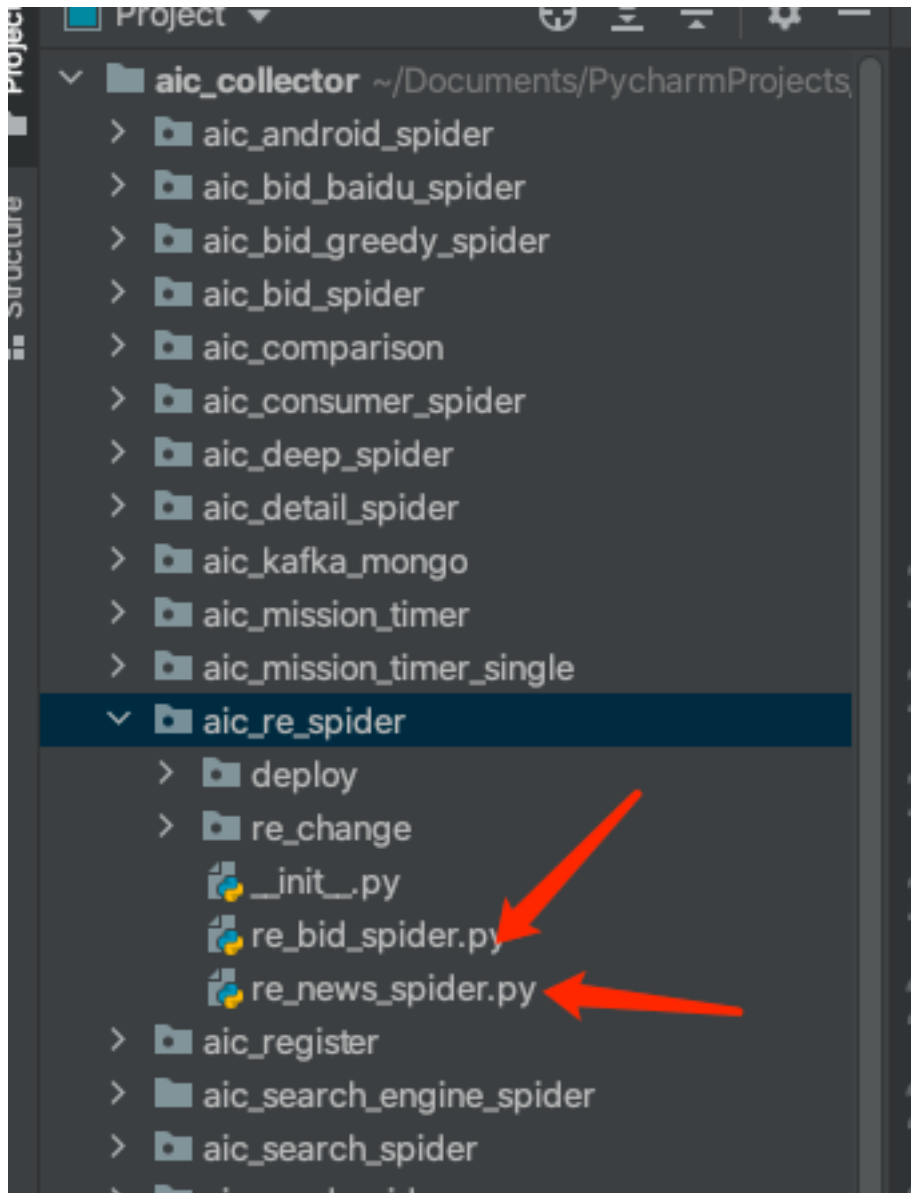 Project
Project
aic_collector ~/Documents/PycharmProjects
aic_android_spider
aic_bid_baidu_spider
aic_bid_greedy_spider
Structure
aic_bid_spider
aic_comparison
aic_consumer_spider
aic_deep_spider
aic_detail_spider
aic_kafka_mongo
aic_mission_timer
aic_mission_timer_single
aic_re_spider
deploy
re_change
__init__.py
re_bid_spider.py
re_news_spider.py
aic_register
aic_search_engine_spider
aic_search_spider